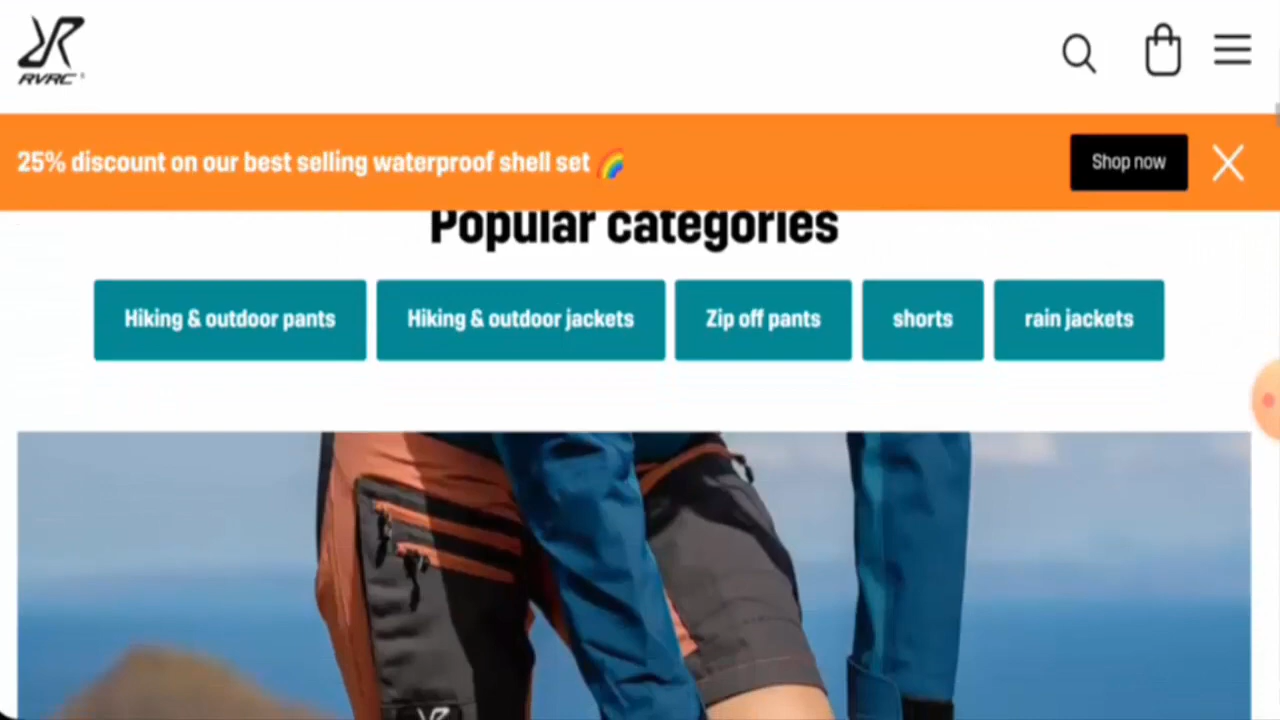 RVRC
25% discount on our best selling waterproof shell set 🌈
Shop now
Popular categories
Hiking & outdoor pants
Hiking & outdoor jackets
Zip off pants
shorts
rain jackets